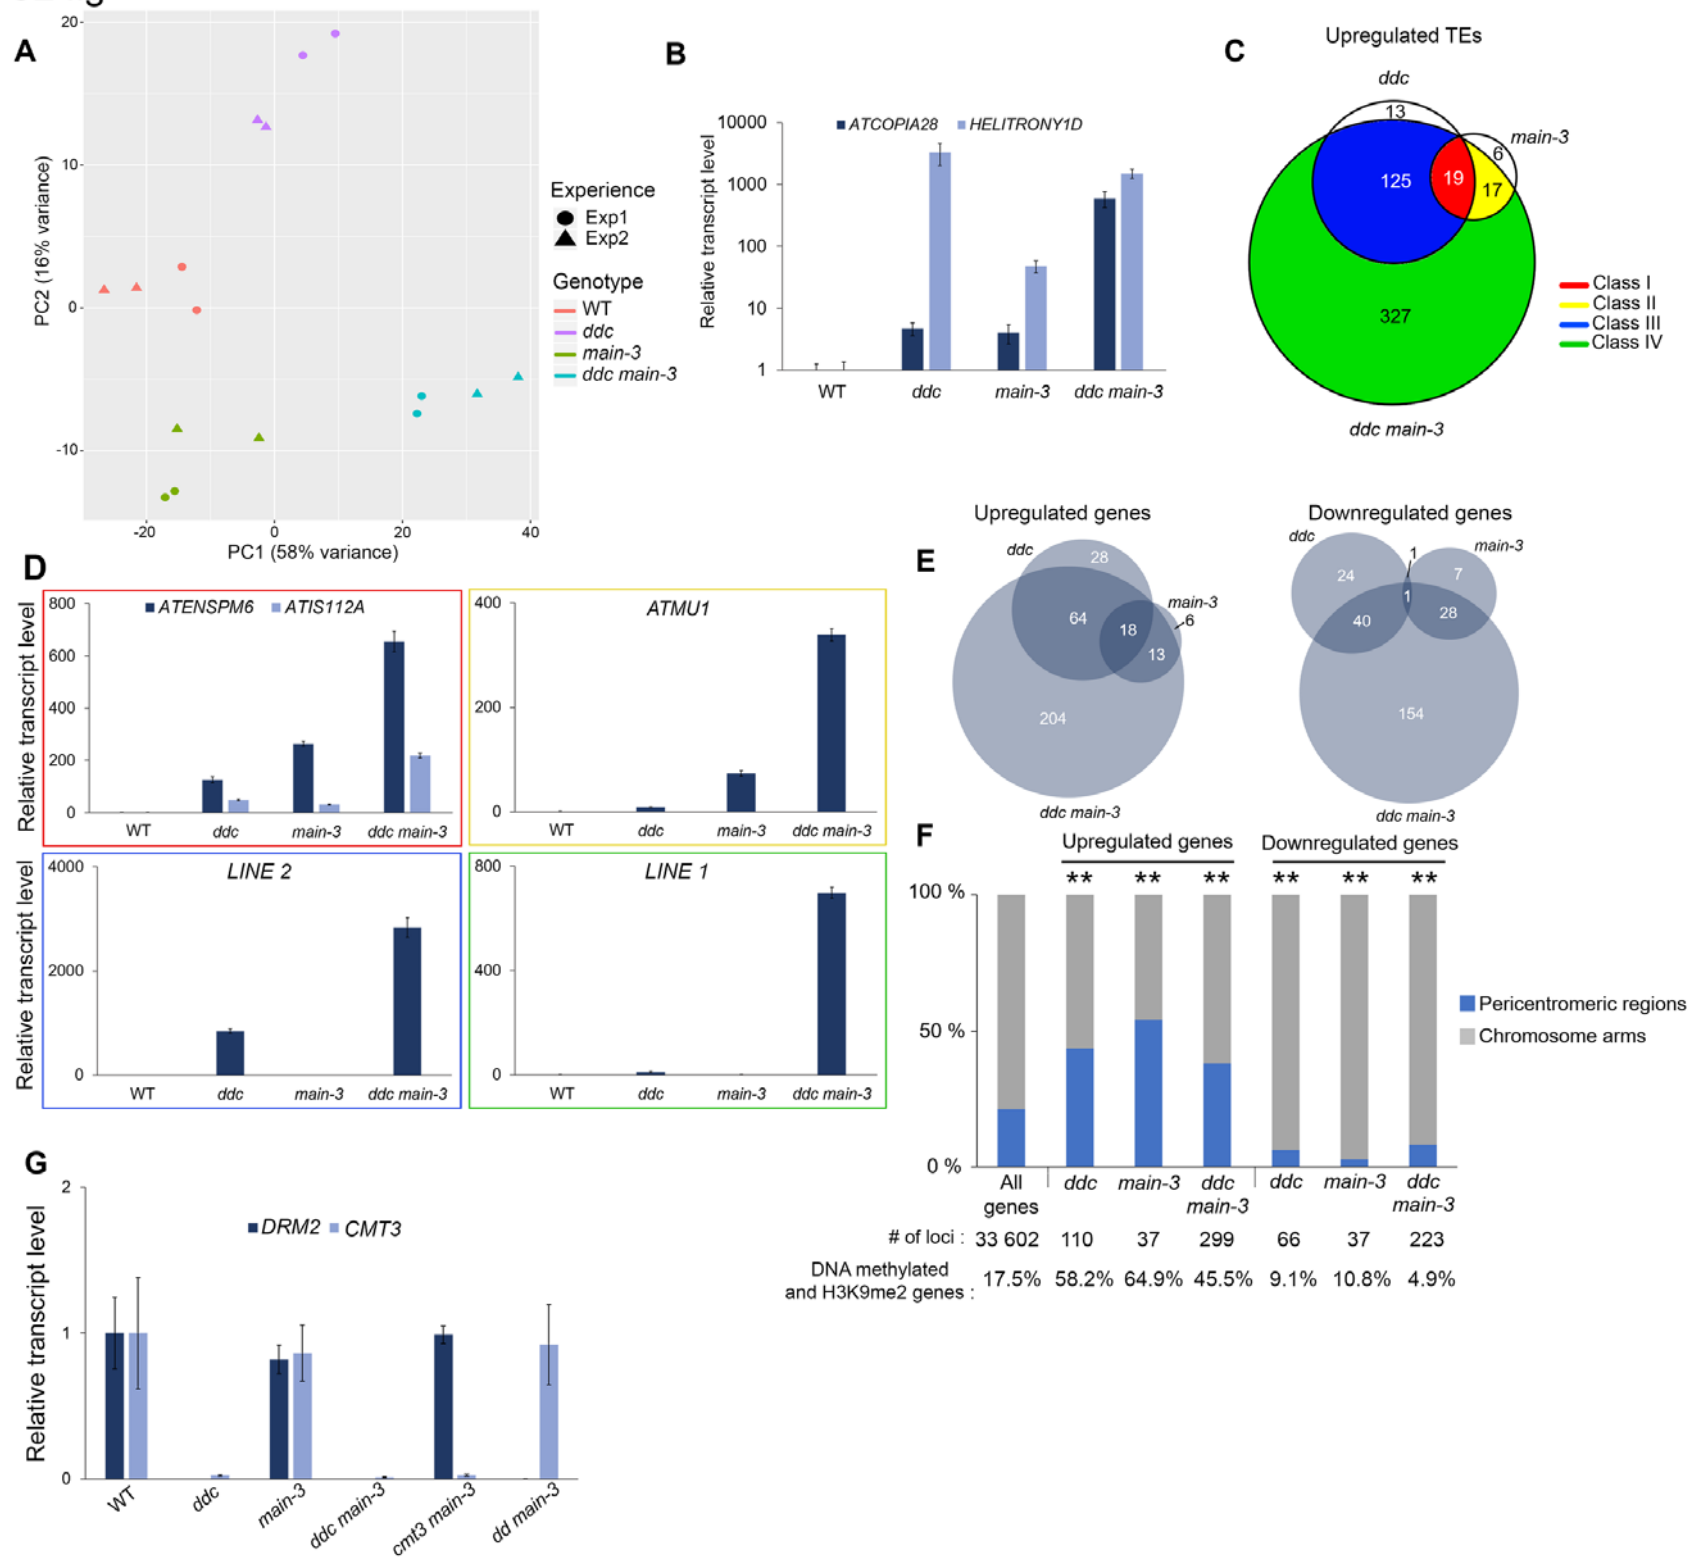 A
20
10
0
-10
-20
0
20
40
PC2 (16% variance)
PC1 (58% variance)
Experience
Exp1
Exp2
Genotype
WT
ddc
main-3
ddc main-3
B
Relative transcript level
10000
1000
100
10
1
ATCOPIA28 HELITRONY1D
WT ddc main-3 ddc main-3
C
Upregulated TEs
ddc
13
main-3
6
125 19 17
327
ddc main-3
Class I
Class II
Class III
Class IV
D
Relative transcript level
800
600
400
200
0
ATENSPM6 ATIS112A
WT ddc main-3 ddc main-3
400
200
0
ATMU1
WT ddc main-3 ddc main-3
Relative transcript level
4000
2000
0
LINE 2
WT ddc main-3 ddc main-3
800
400
0
LINE 1
WT ddc main-3 ddc main-3
E
Upregulated genes
ddc
28
main-3
6
64 18
13
204
ddc main-3
Downregulated genes
ddc
1
main-3
24 7
1
40 28
154
ddc main-3
F
Upregulated genes Downregulated genes
** ** ** ** ** **
100 %
50 %
0 %
Pericentromeric regions
Chromosome arms
All genes ddc main-3 ddc main-3 ddc main-3 ddc main-3
# of loci : 33 602 110 37 299 66 37 223
DNA methylated
and H3K9me2 genes : 17.5% 58.2% 64.9% 45.5% 9.1% 10.8% 4.9%
G
Relative transcript level
2
1
0
DRM2 CMT3
WT ddc main-3 ddc main-3 cmt3 main-3 dd main-3